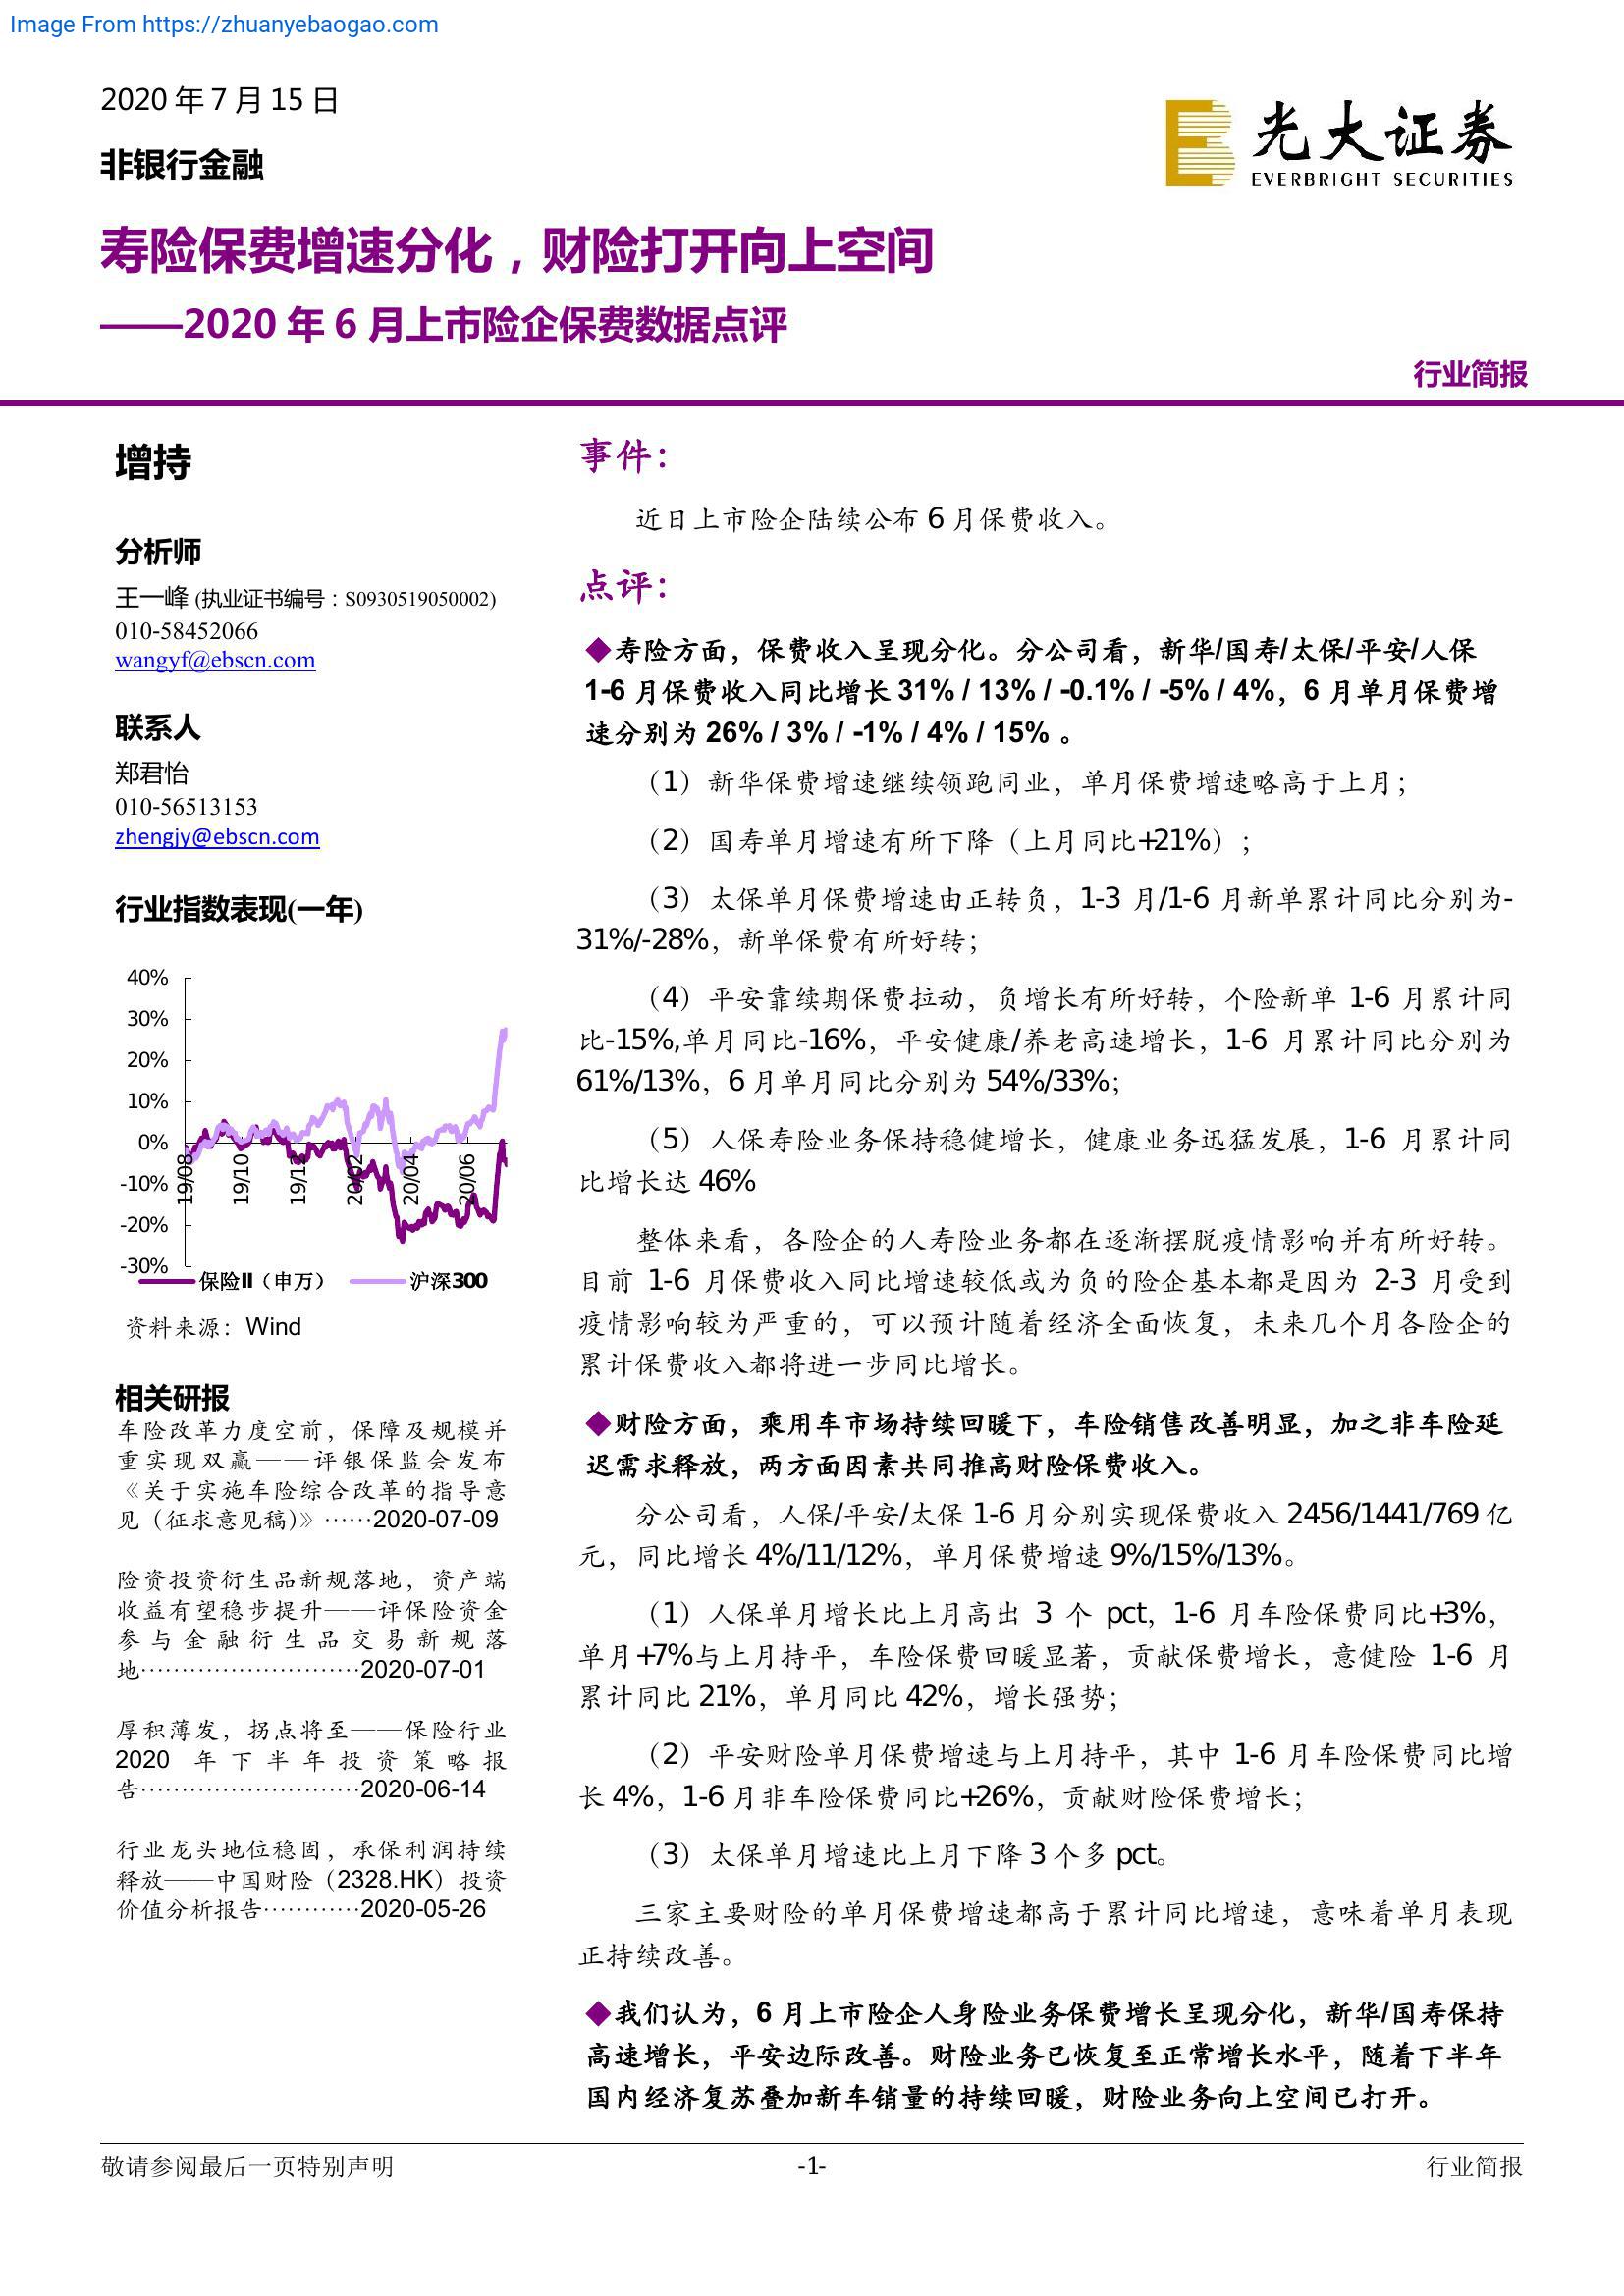 Image From https://zhuanyebaogao.com
2020 年 7 月 15 日
非银行金融
光大证券
EVERBRIGHT SECURITIES
寿险保费增速分化，财险打开向上空间
——2020 年 6 月上市险企保费数据点评
行业简报
增持
分析师
王一峰 (执业证书编号：S0930519050002)
010-58452066
wangyf@ebscn.com
联系人
郑君怡
010-56513153
zhengjy@ebscn.com
行业指数表现(一年)
40%
30%
20%
10%
0%
-10%
-20%
-30%
19/08
19/10
19/12
20/02
20/04
20/06
保险II（申万）
沪深300
资料来源：Wind
相关研报
车险改革力度空前，保障及规模并
重实现双赢——评银保监会发布
《关于实施车险综合改革的指导意
见（征求意见稿)》……2020-07-09
险资投资衍生品新规落地，资产端
收益有望稳步提升——评保险资金
参与金融衍生品交易新规落
地………………………2020-07-01
厚积薄发，拐点将至——保险行业
2020 年下半年投资策略报
告………………………2020-06-14
行业龙头地位稳固，承保利润持续
释放——中国财险（2328.HK）投资
价值分析报告…………2020-05-26
事件：
近日上市险企陆续公布 6 月保费收入。
点评：
◆寿险方面，保费收入呈现分化。分公司看，新华/国寿/太保/平安/人保
1-6 月保费收入同比增长 31% / 13% / -0.1% / -5% / 4%，6 月单月保费增
速分别为 26% / 3% / -1% / 4% / 15% 。
（1）新华保费增速继续领跑同业，单月保费增速略高于上月；
（2）国寿单月增速有所下降（上月同比+21%）；
（3）太保单月保费增速由正转负，1-3 月/1-6 月新单累计同比分别为-
31%/-28%，新单保费有所好转；
（4）平安靠续期保费拉动，负增长有所好转，个险新单 1-6 月累计同
比-15%,单月同比-16%，平安健康/养老高速增长，1-6 月累计同比分别为
61%/13%，6 月单月同比分别为 54%/33%；
（5）人保寿险业务保持稳健增长，健康业务迅猛发展，1-6 月累计同
比增长达 46%
整体来看，各险企的人寿险业务都在逐渐摆脱疫情影响并有所好转。
目前 1-6 月保费收入同比增速较低或为负的险企基本都是因为 2-3 月受到
疫情影响较为严重的，可以预计随着经济全面恢复，未来几个月各险企的
累计保费收入都将进一步同比增长。
◆财险方面，乘用车市场持续回暖下，车险销售改善明显，加之非车险延
迟需求释放，两方面因素共同推高财险保费收入。
分公司看，人保/平安/太保 1-6 月分别实现保费收入 2456/1441/769 亿
元，同比增长 4%/11/12%，单月保费增速 9%/15%/13%。
（1）人保单月增长比上月高出 3 个 pct，1-6 月车险保费同比+3%，
单月+7%与上月持平，车险保费回暖显著，贡献保费增长，意健险 1-6 月
累计同比 21%，单月同比 42%，增长强势；
（2）平安财险单月保费增速与上月持平，其中 1-6 月车险保费同比增
长 4%，1-6 月非车险保费同比+26%，贡献财险保费增长；
（3）太保单月增速比上月下降 3 个多 pct。
三家主要财险的单月保费增速都高于累计同比增速，意味着单月表现
正持续改善。
◆我们认为，6 月上市险企人身险业务保费增长呈现分化，新华/国寿保持
高速增长，平安边际改善。财险业务已恢复至正常增长水平，随着下半年
国内经济复苏叠加新车销量的持续回暖，财险业务向上空间已打开。
敬请参阅最后一页特别声明
-1-
行业简报